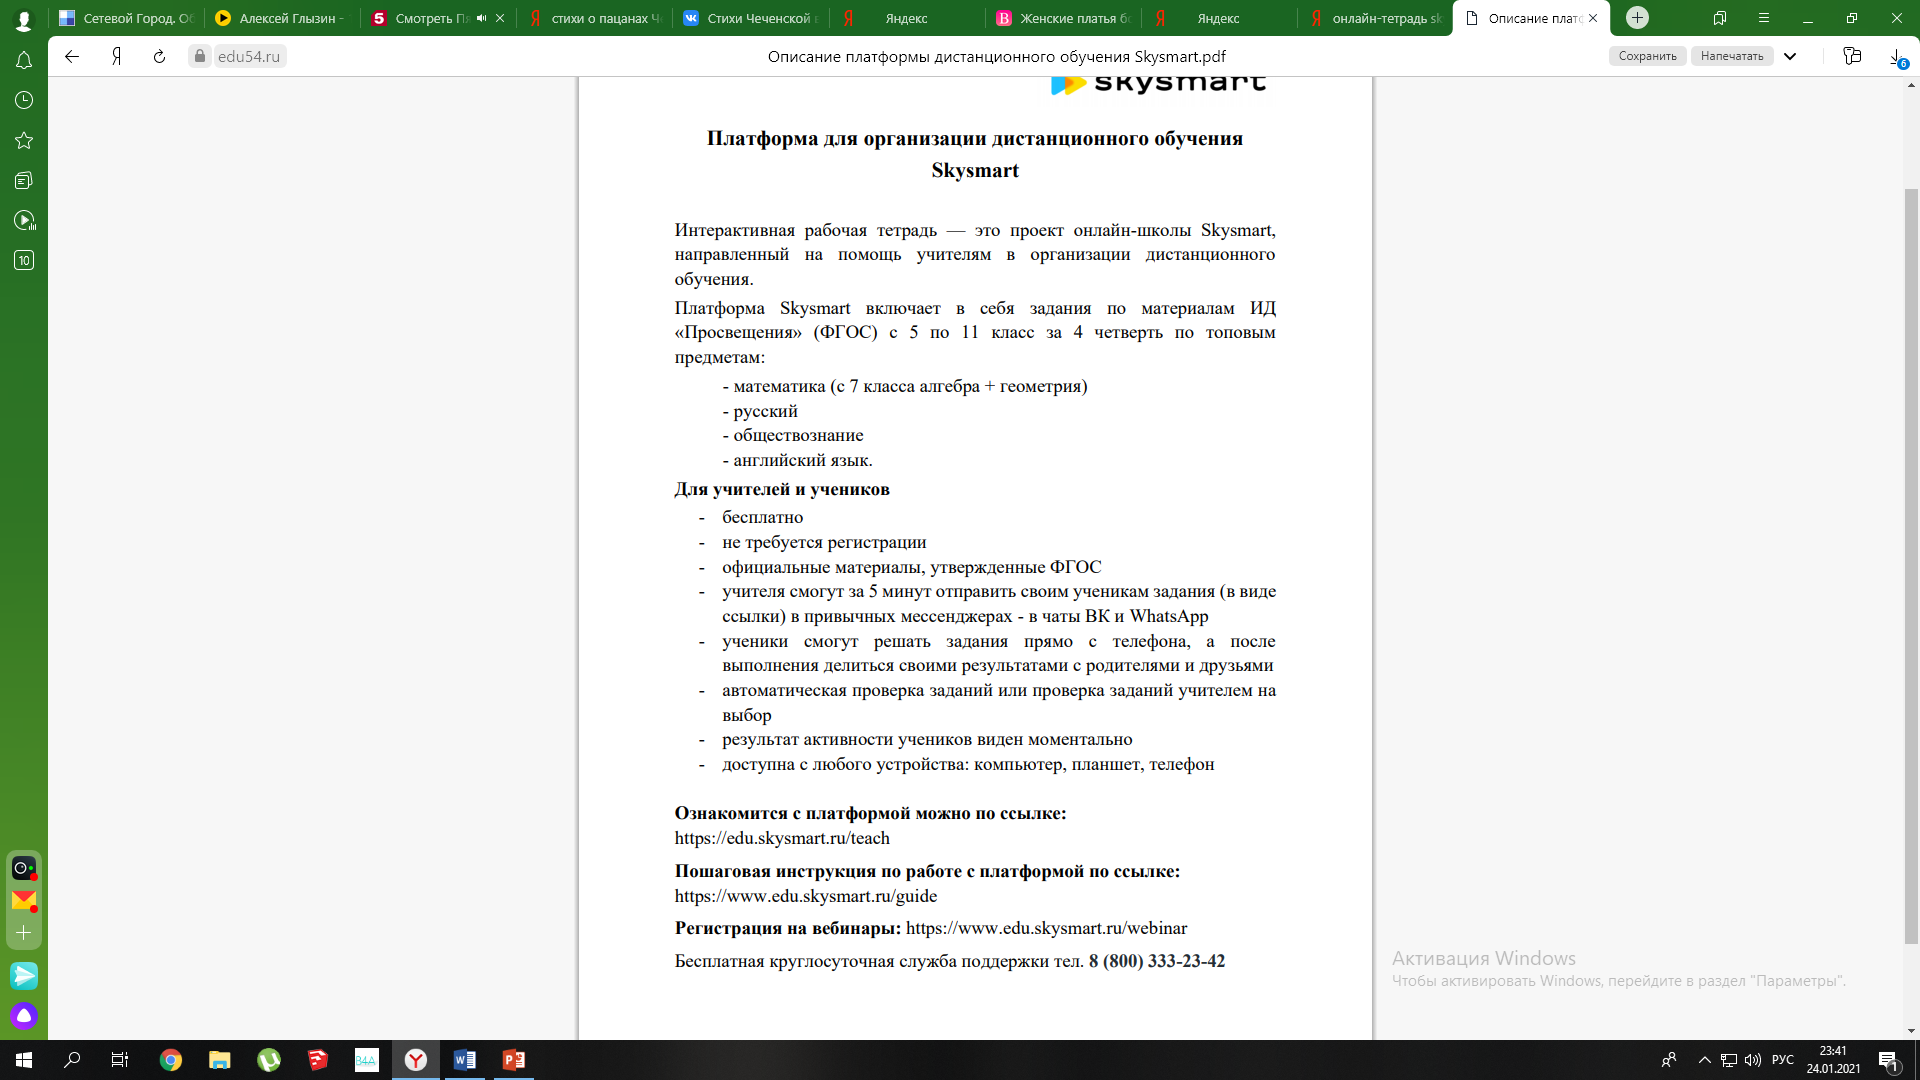 Сетевой Город. Об
Алексей Глызин -
Смотреть Пя
стихи о пацанах Че
Стихи Чеченской в
Яндекс
Женские платья бо
Яндекс
онлайн-тетрадь sk
Описание платф
edu54.ru
Описание платформы дистанционного обучения Skysmart.pdf
Сохранить
Напечатать
6
10
skysmart
Платформа для организации дистанционного обучения
Skysmart
Интерактивная рабочая тетрадь — это проект онлайн-школы Skysmart,
направленный на помощь учителям в организации дистанционного
обучения.
Платформа Skysmart включает в себя задания по материалам ИД
«Просвещения» (ФГОС) с 5 по 11 класс за 4 четверть по топовым
предметам:
- математика (с 7 класса алгебра + геометрия)
- русский
- обществознание
- английский язык.
Для учителей и учеников
- бесплатно
- не требуется регистрации
- официальные материалы, утвержденные ФГОС
- учителя смогут за 5 минут отправить своим ученикам задания (в виде
ссылки) в привычных мессенджерах - в чаты ВК и WhatsApp
- ученики смогут решать задания прямо с телефона, а после
выполнения делиться своими результатами с родителями и друзьями
- автоматическая проверка заданий или проверка заданий учителем на
выбор
- результат активности учеников виден моментально
- доступна с любого устройства: компьютер, планшет, телефон
Ознакомится с платформой можно по ссылке:
https://edu.skysmart.ru/teach
Пошаговая инструкция по работе с платформой по ссылке:
https://www.edu.skysmart.ru/guide
Регистрация на вебинары: https://www.edu.skysmart.ru/webinar
Бесплатная круглосуточная служба поддержки тел. 8 (800) 333-23-42
Активация Windows
Чтобы активировать Windows, перейдите в раздел "Параметры".
B4A
РУС
23:41
24.01.2021
1